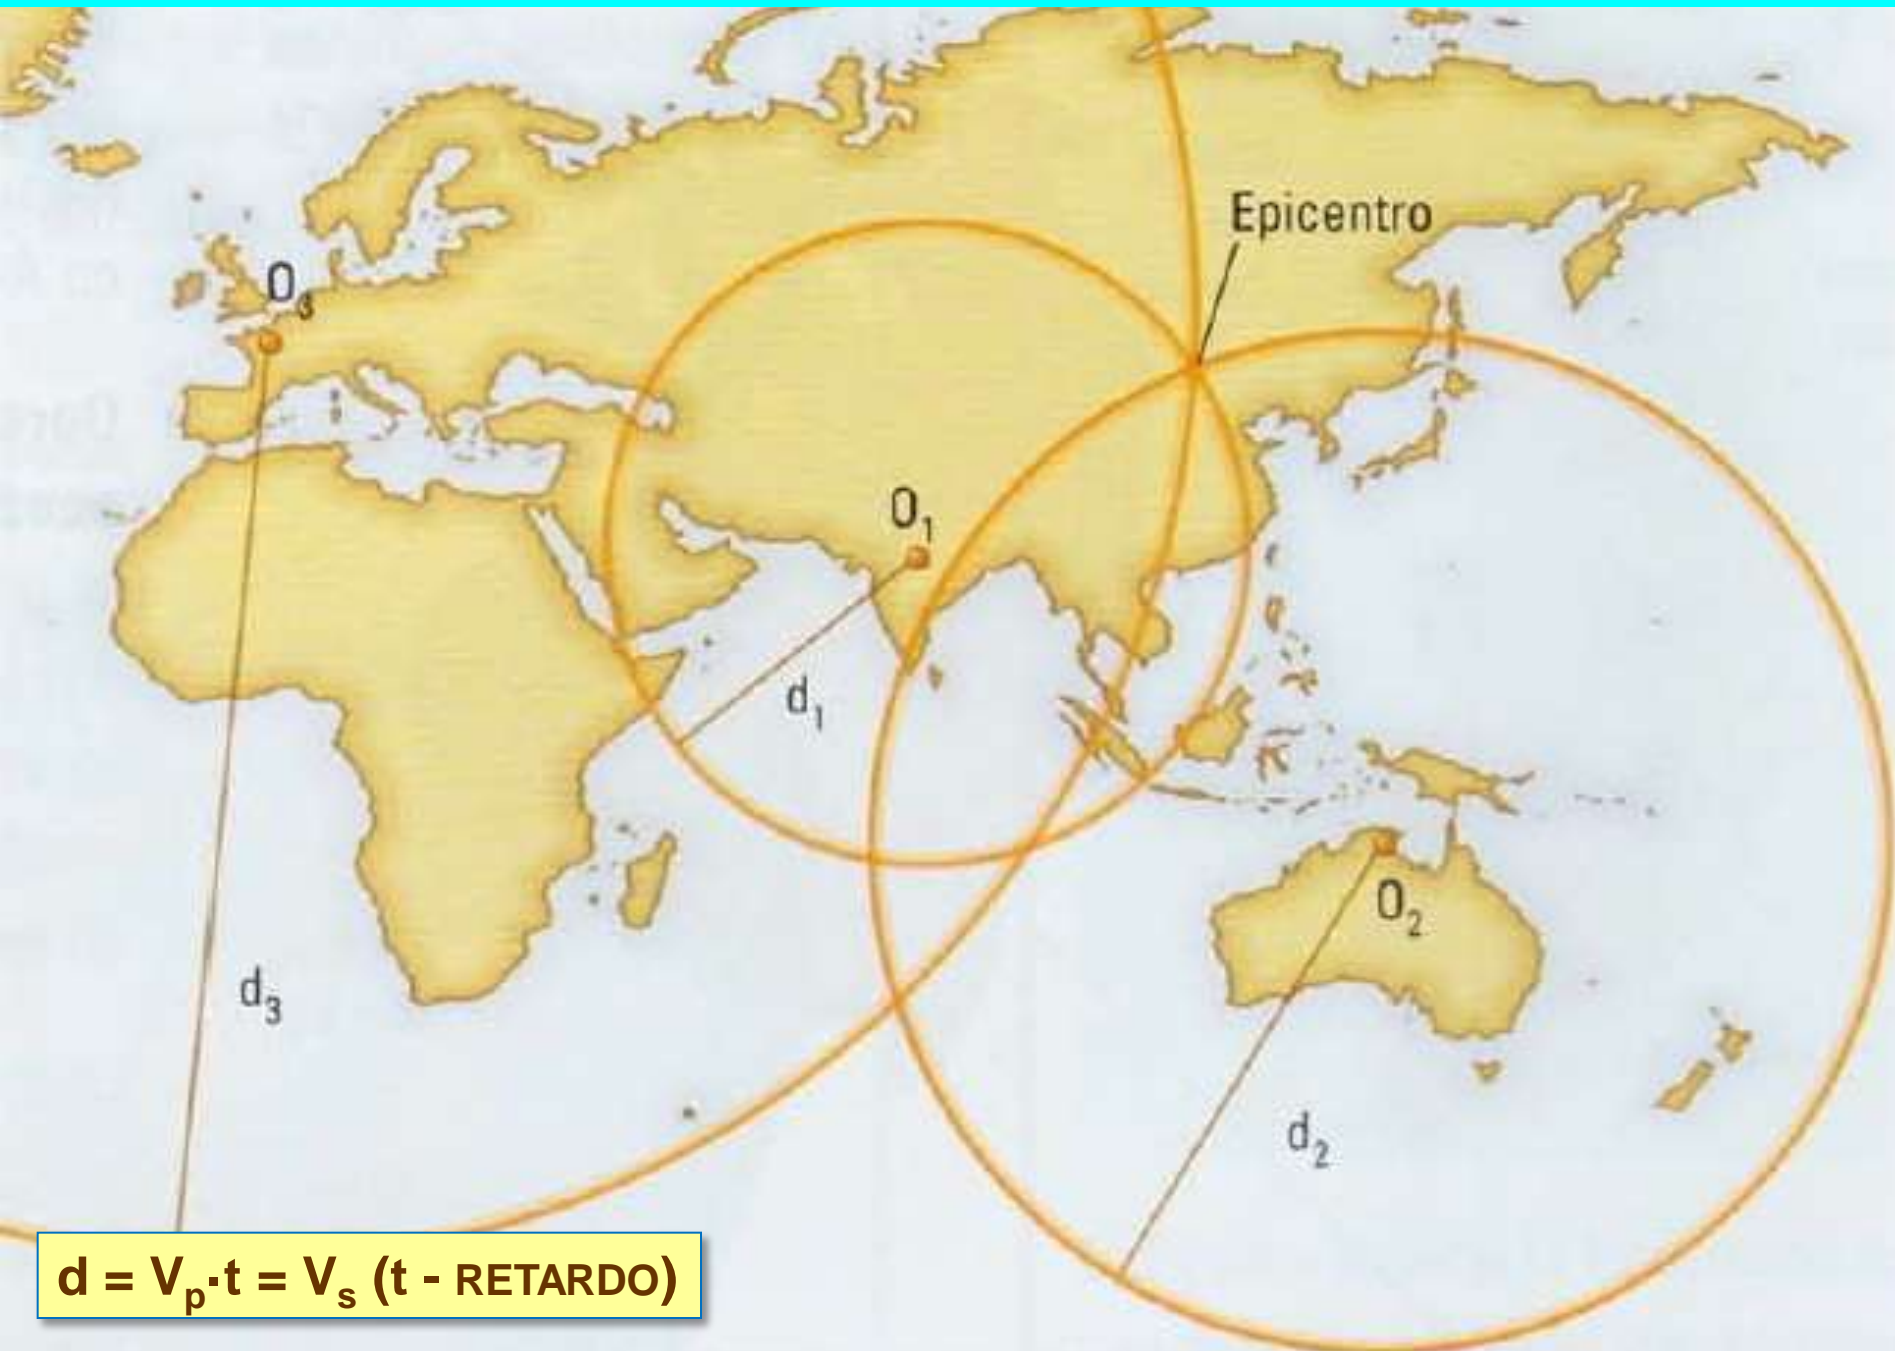 Epicentro
O₃
O₁
d₁
O₂
d₃
d₂
d = Vₚ·t = Vₛ (t - RETARDO)